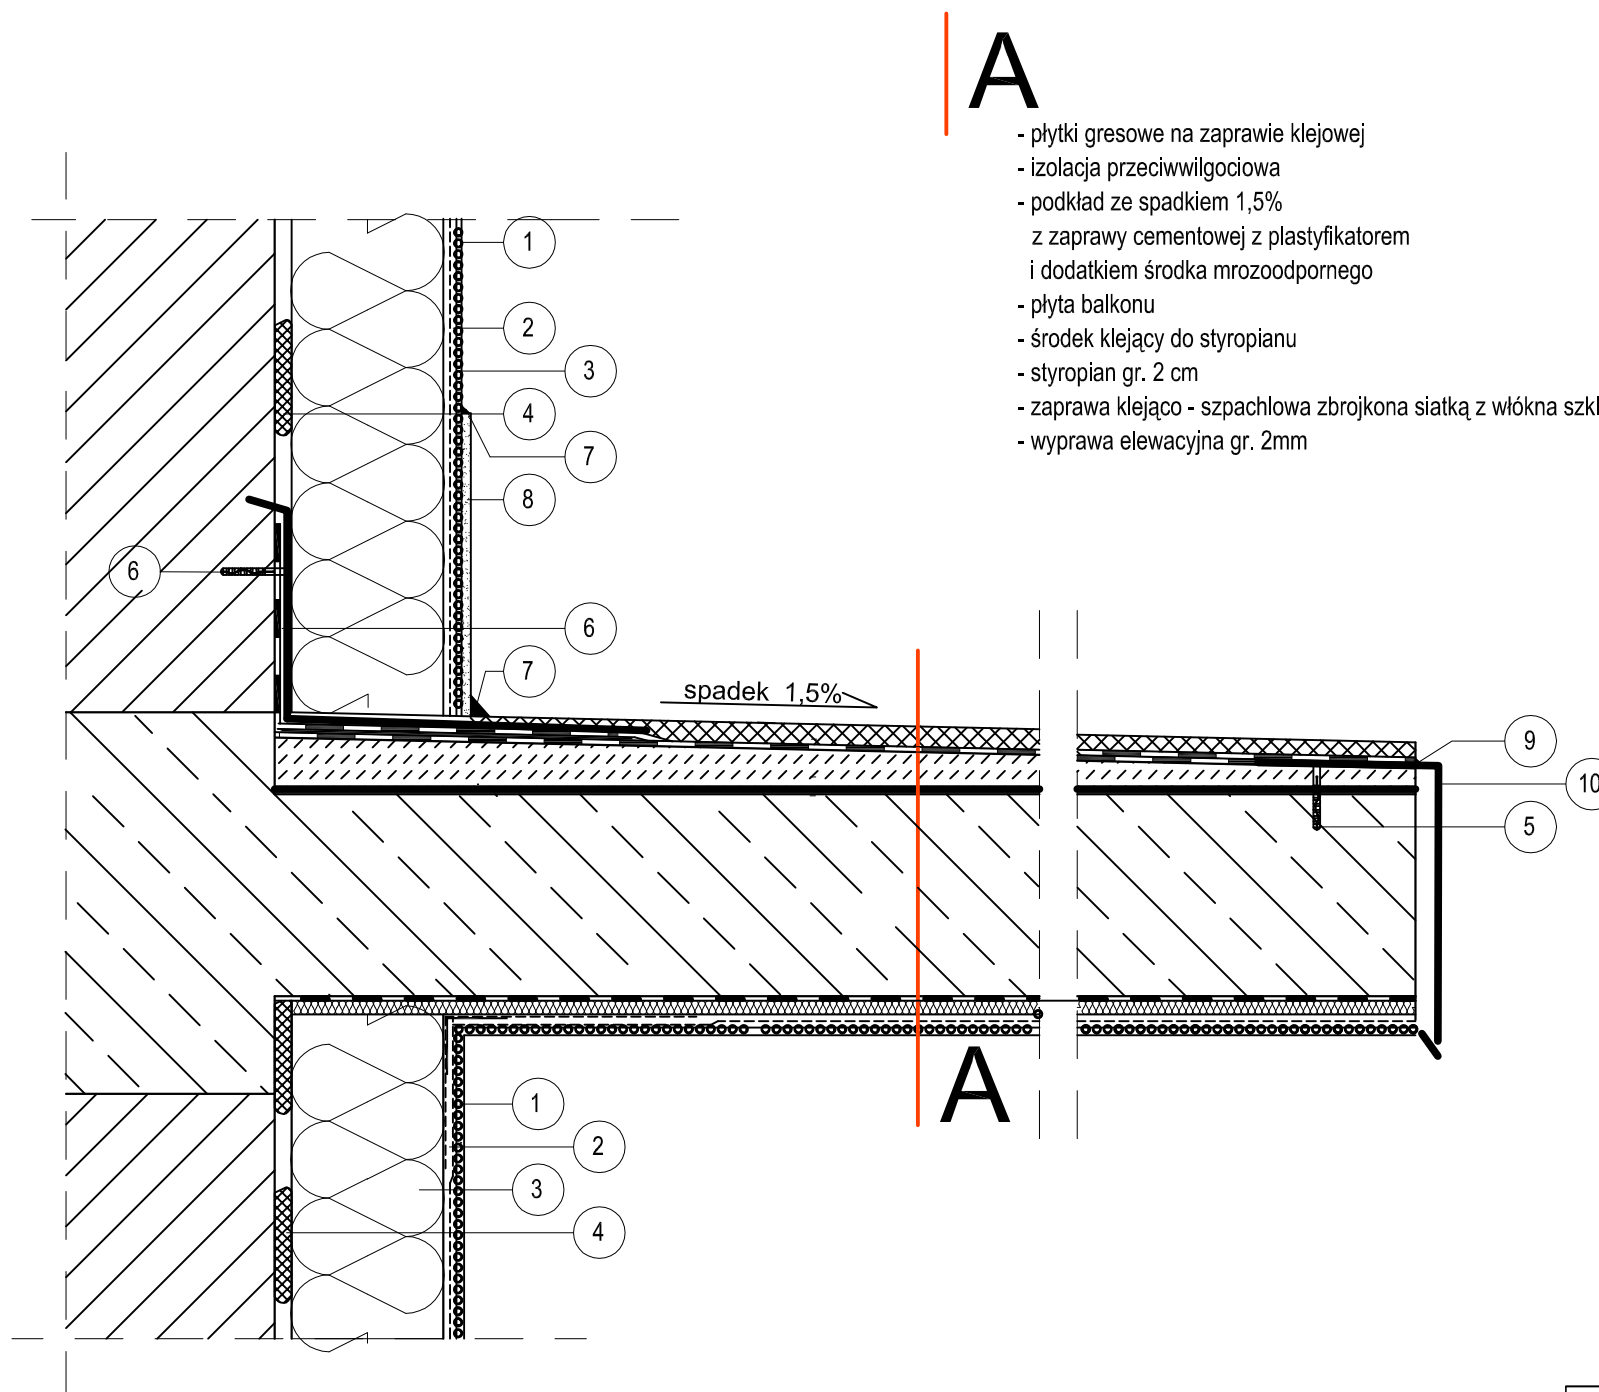 A
- płytki gresowe na zaprawie klejowej
- izolacja przeciwwilgociowa
- podkład ze spadkiem 1,5%
z zaprawy cementowej z plastyfikatorem
i dodatkiem środka mrozoodpornego
- płyta balkonu
- środek klejący do styropianu
- styropian gr. 2 cm
- zaprawa klejąco - szpachlowa zbrojkona siatką z włókna szkl
- wyprawa elewacyjna gr. 2mm
1
2
3
4
7
8
6
6
7
spadek 1,5%
9
10
5
A
1
2
3
4